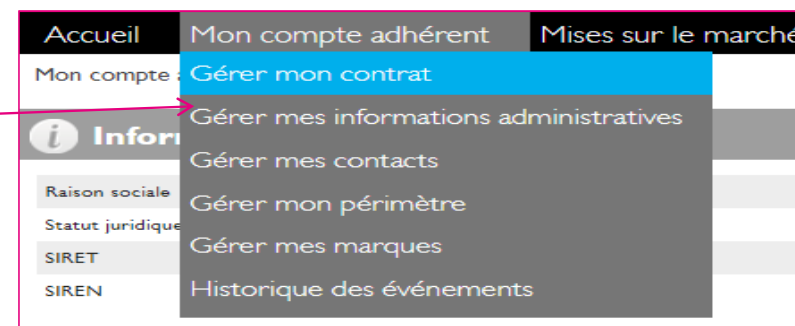 Accueil Mon compte adhérent Mises sur le marché
Mon compte
Gérer mon contrat
Gérer mes informations administratives
Infor
Gérer mes contacts
Raison sociale
Gérer mon périmètre
Statut juridique
Gérer mes marques
SIRET
SIREN
Historique des événements